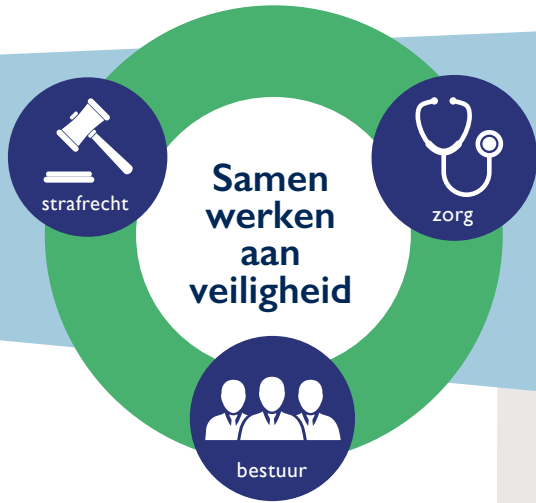 strafrecht
Samen
werken
aan
veiligheid
zorg
bestuur